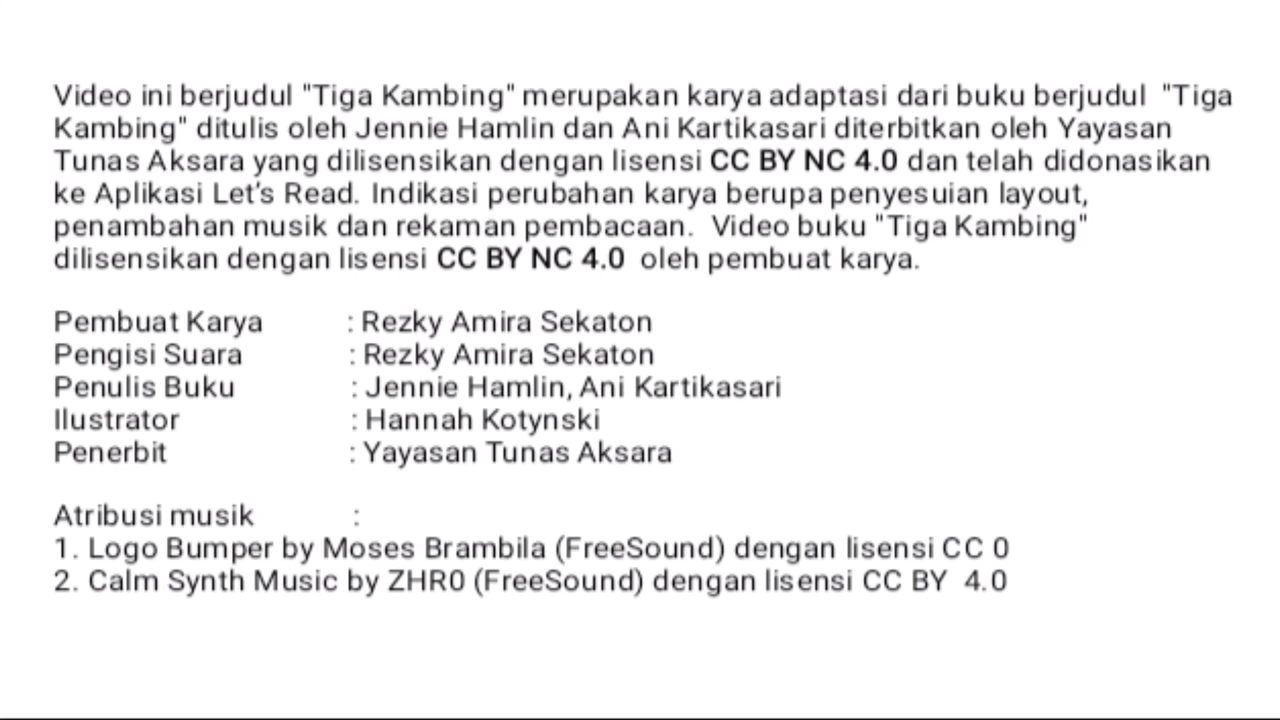 Video ini berjudul "Tiga Kambing" merupakan karya adaptasi dari buku berjudul "Tiga
Kambing" ditulis oleh Jennie Hamlin dan Ani Kartikasari diterbitkan oleh Yayasan
Tunas Aksara yang dilisensikan dengan lisensi CC BY NC 4.0 dan telah didonasikan
ke Aplikasi Let's Read. Indikasi perubahan karya berupa penyesuian layout,
penambahan musik dan rekaman pembacaan. Video buku "Tiga Kambing"
dilisensikan dengan lisensi CC BY NC 4.0 oleh pembuat karya.
Pembuat Karya : Rezky Amira Sekaton
Pengisi Suara : Rezky Amira Sekaton
Penulis Buku : Jennie Hamlin, Ani Kartikasari
Ilustrator : Hannah Kotynski
Penerbit : Yayasan Tunas Aksara
Atribusi musik :
1. Logo Bumper by Moses Brambila (FreeSound) dengan lisensi CC 0
2. Calm Synth Music by ZHR0 (FreeSound) dengan lisensi CC BY 4.0